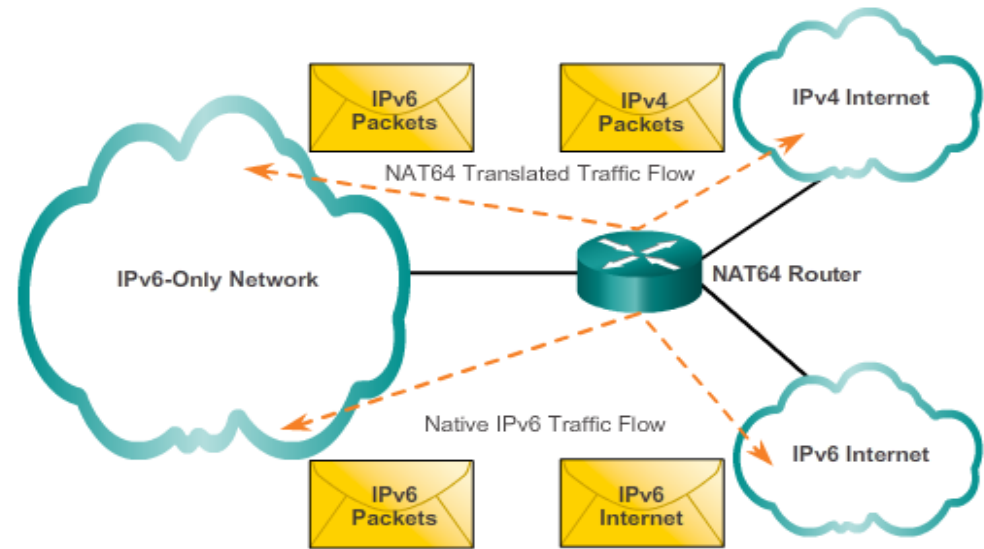 IPv6
Packets
IPv4
Packets
IPv4 Internet
NAT64 Translated Traffic Flow
IPv6-Only Network
NAT64 Router
Native IPv6 Traffic Flow
IPv6 Internet
IPv6
Packets
IPv6
Internet